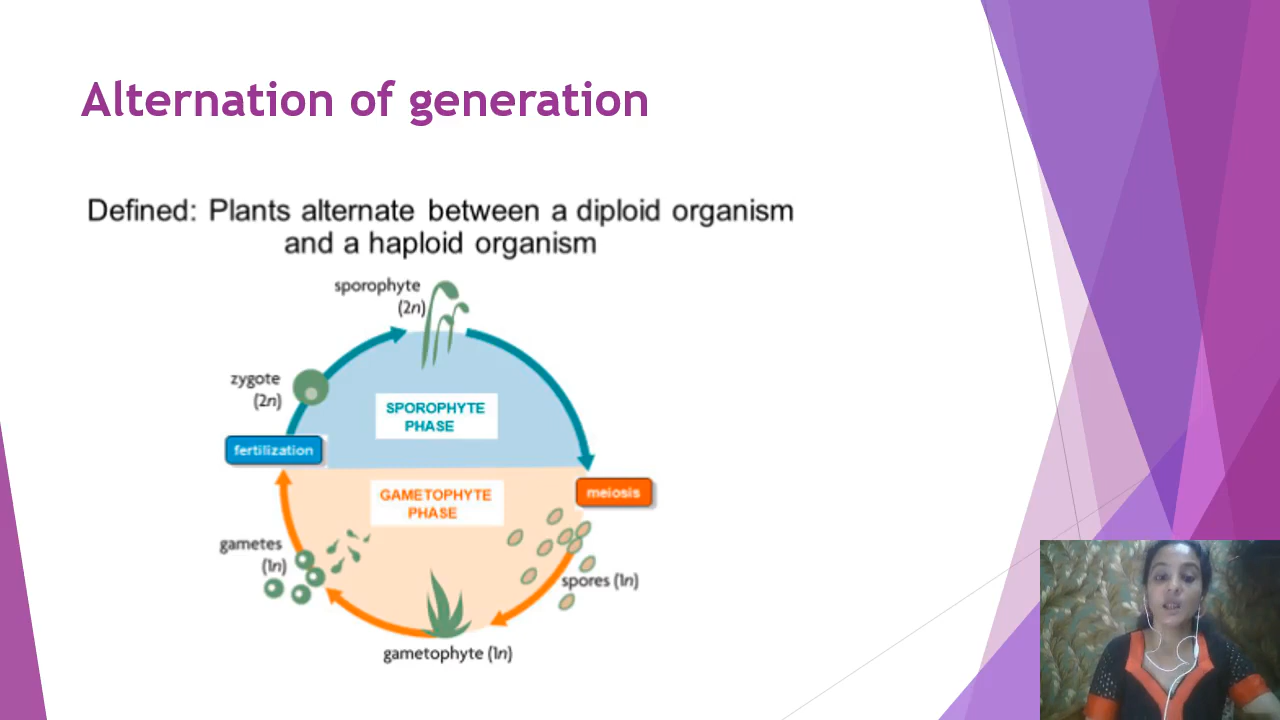 Alternation of generation
Defined: Plants alternate between a diploid organism
and a haploid organism
sporophyte
(2n)
zygote
(2n)
SPOROPHYTE
PHASE
fertilization
GAMETOPHYTE
PHASE
meiosis
gametes
(1n)
spores (1n)
gametophyte (1n)